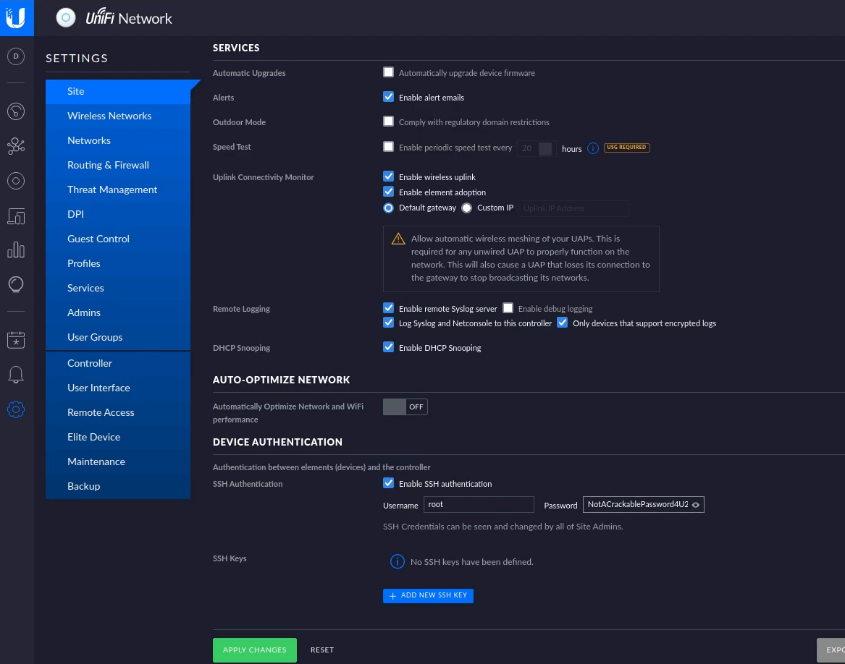 UniFi Network
SETTINGS
D
Site
Wireless Networks
Networks
Routing & Firewall
Threat Management
DPI
Guest Control
Profiles
Services
Admins
User Groups
Controller
User Interface
Remote Access
Elite Device
Maintenance
Backup
SERVICES
Automatic Upgrades Automatically upgrade device firmware
Alerts Enable alert emails
Outdoor Mode Comply with regulatory domain restrictions
Speed Test Enable periodic speed test every 20 hours USG REQUIRED
Uplink Connectivity Monitor Enable wireless uplink
Enable element adoption
Default gateway Custom IP Uplink IP Address
Allow automatic wireless meshing of your UAPs. This is
required for any unwired UAP to properly function on the
network. This will also cause a UAP that loses its connection to
the gateway to stop broadcasting its networks.
Remote Logging Enable remote Syslog server Enable debug logging
Log Syslog and Netconsole to this controller Only devices that support encrypted logs
DHCP Snooping Enable DHCP Snooping
AUTO-OPTIMIZE NETWORK
Automatically Optimize Network and WiFi
performance
OFF
DEVICE AUTHENTICATION
Authentication between elements (devices) and the controller
SSH Authentication Enable SSH authentication
Username root Password NotACrackablePassword4U2
SSH Credentials can be seen and changed by all of Site Admins.
SSH Keys No SSH keys have been defined.
+ ADD NEW SSH KEY
APPLY CHANGES RESET EXPO